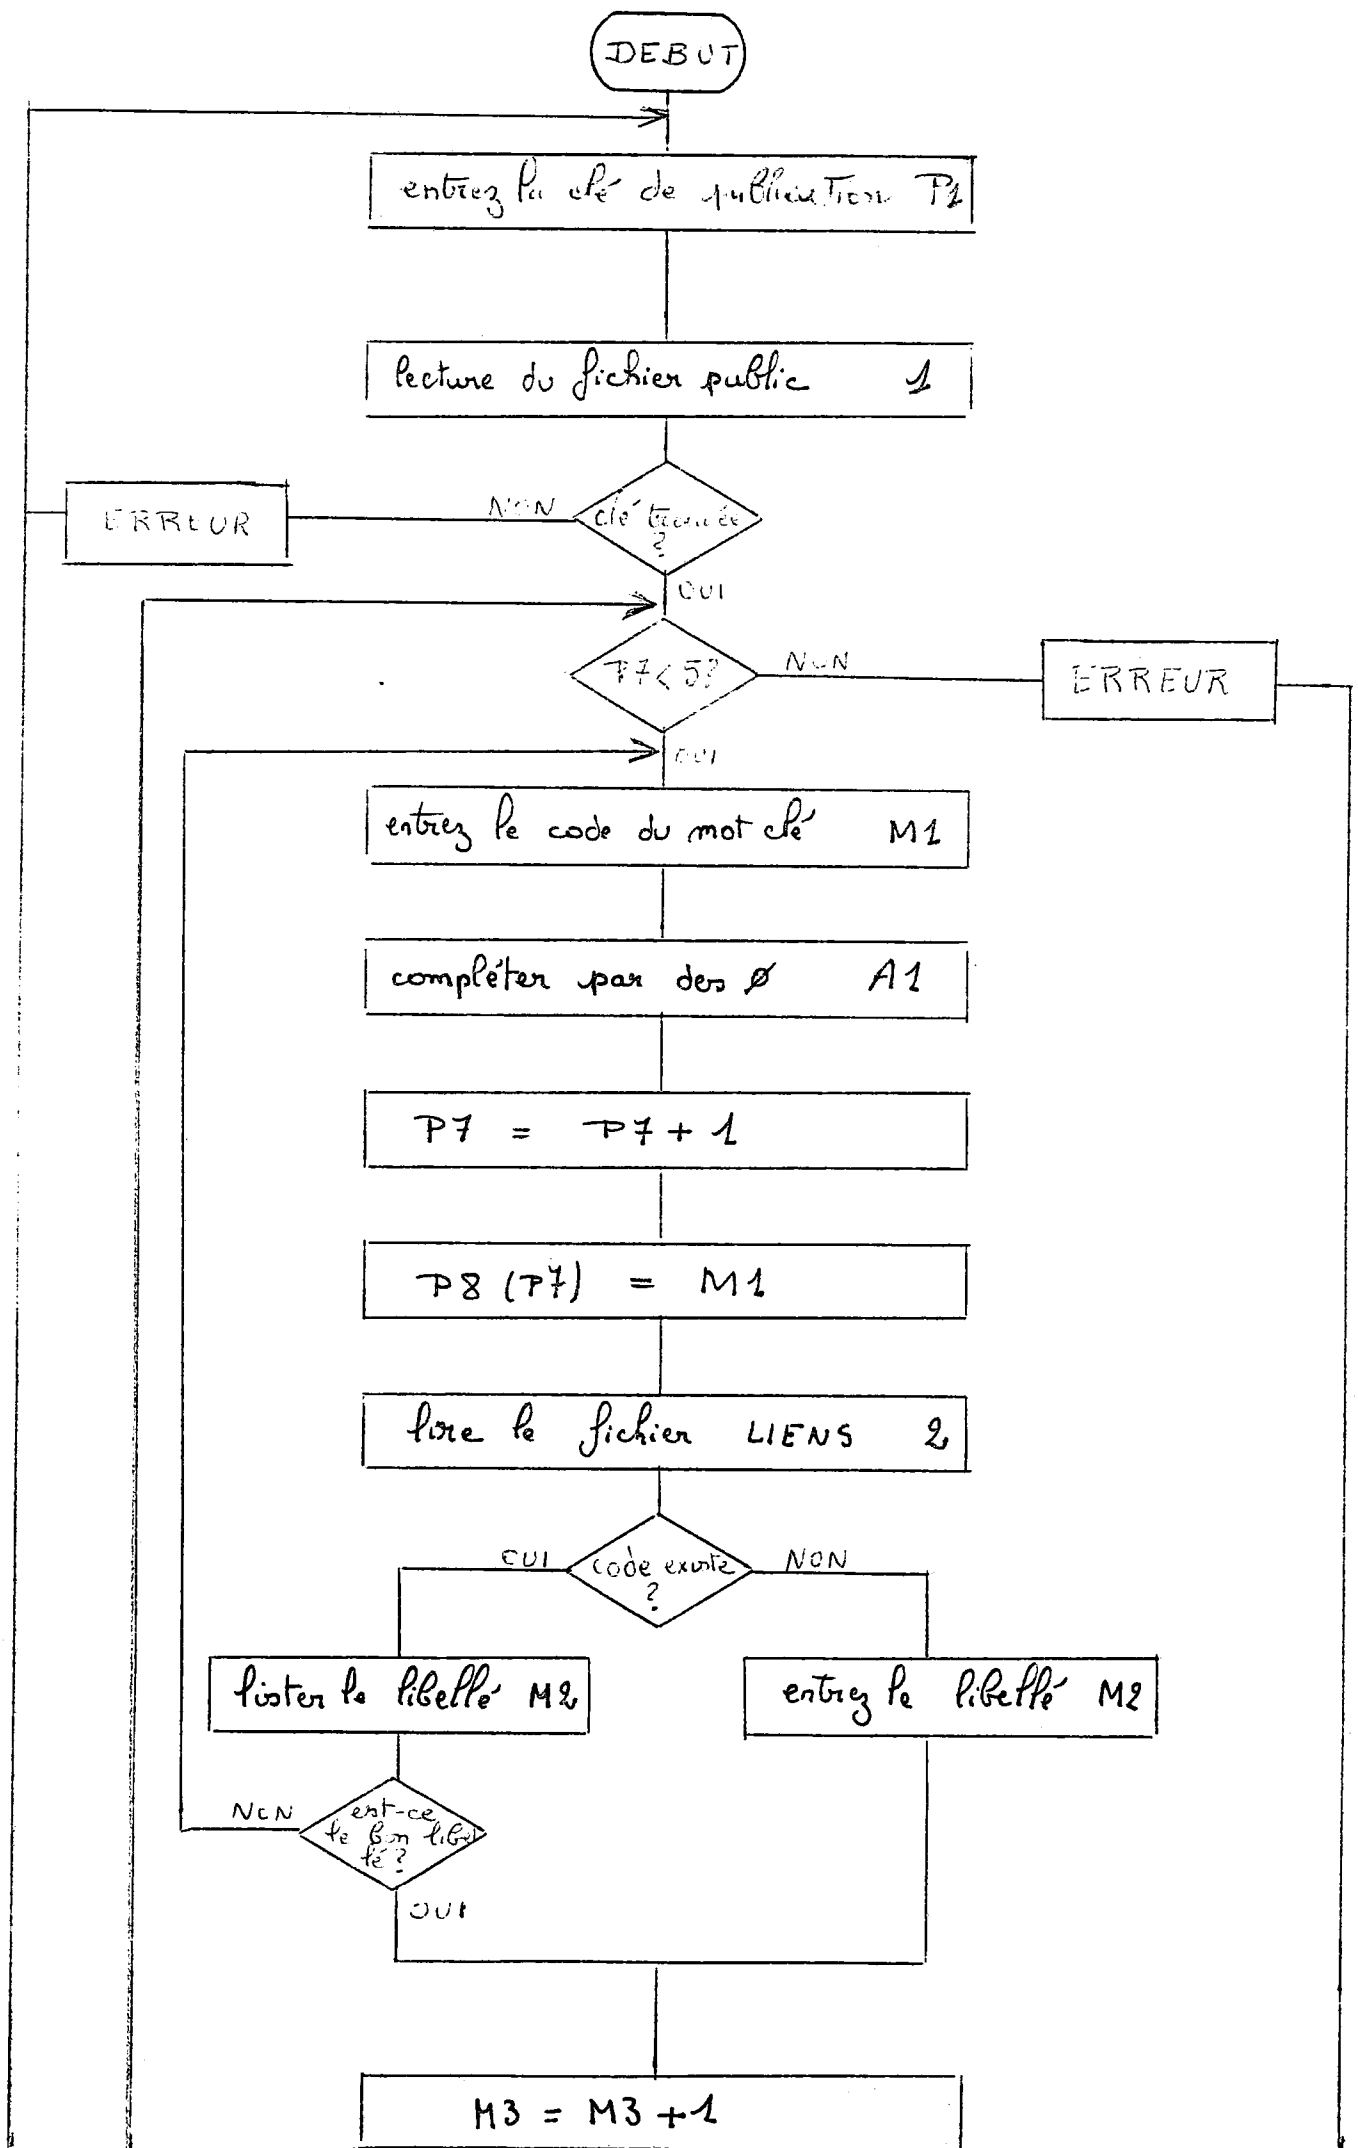 DEBUT
entrez la clé de publication P1
lecture du fichier public 1
ERREUR
NON
clé trouvée
?
OUI
P7<5?
NON
ERREUR
OUI
entrez le code du mot clé M1
compléter par des ø A1
P7 = P7 + 1
P8 (P7) = M1
lire le fichier LIENS 2
OUI
code existe
?
NON
lister le libellé M2
entrez le libellé M2
NON
est-ce
le bon libel
lé?
OUI
M3 = M3 + 1